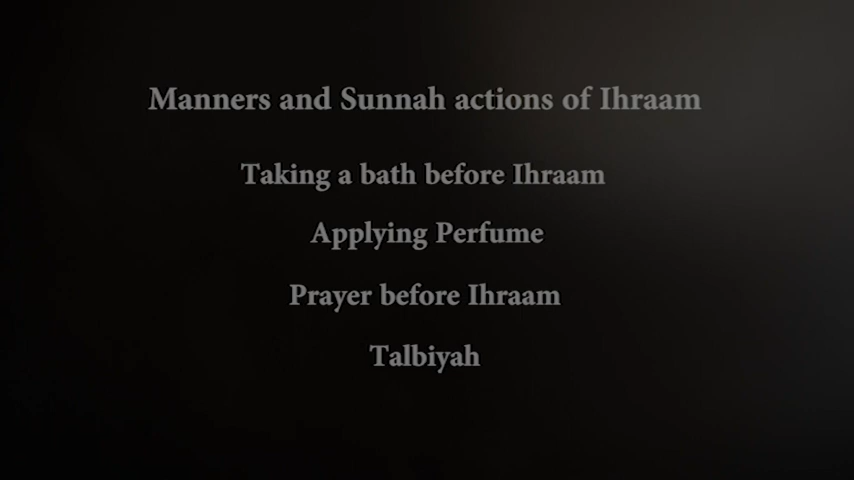 Manners and Sunnah actions of Ihraam
Taking a bath before Ihraam
Applying Perfume
Prayer before Ihraam
Talbiyah